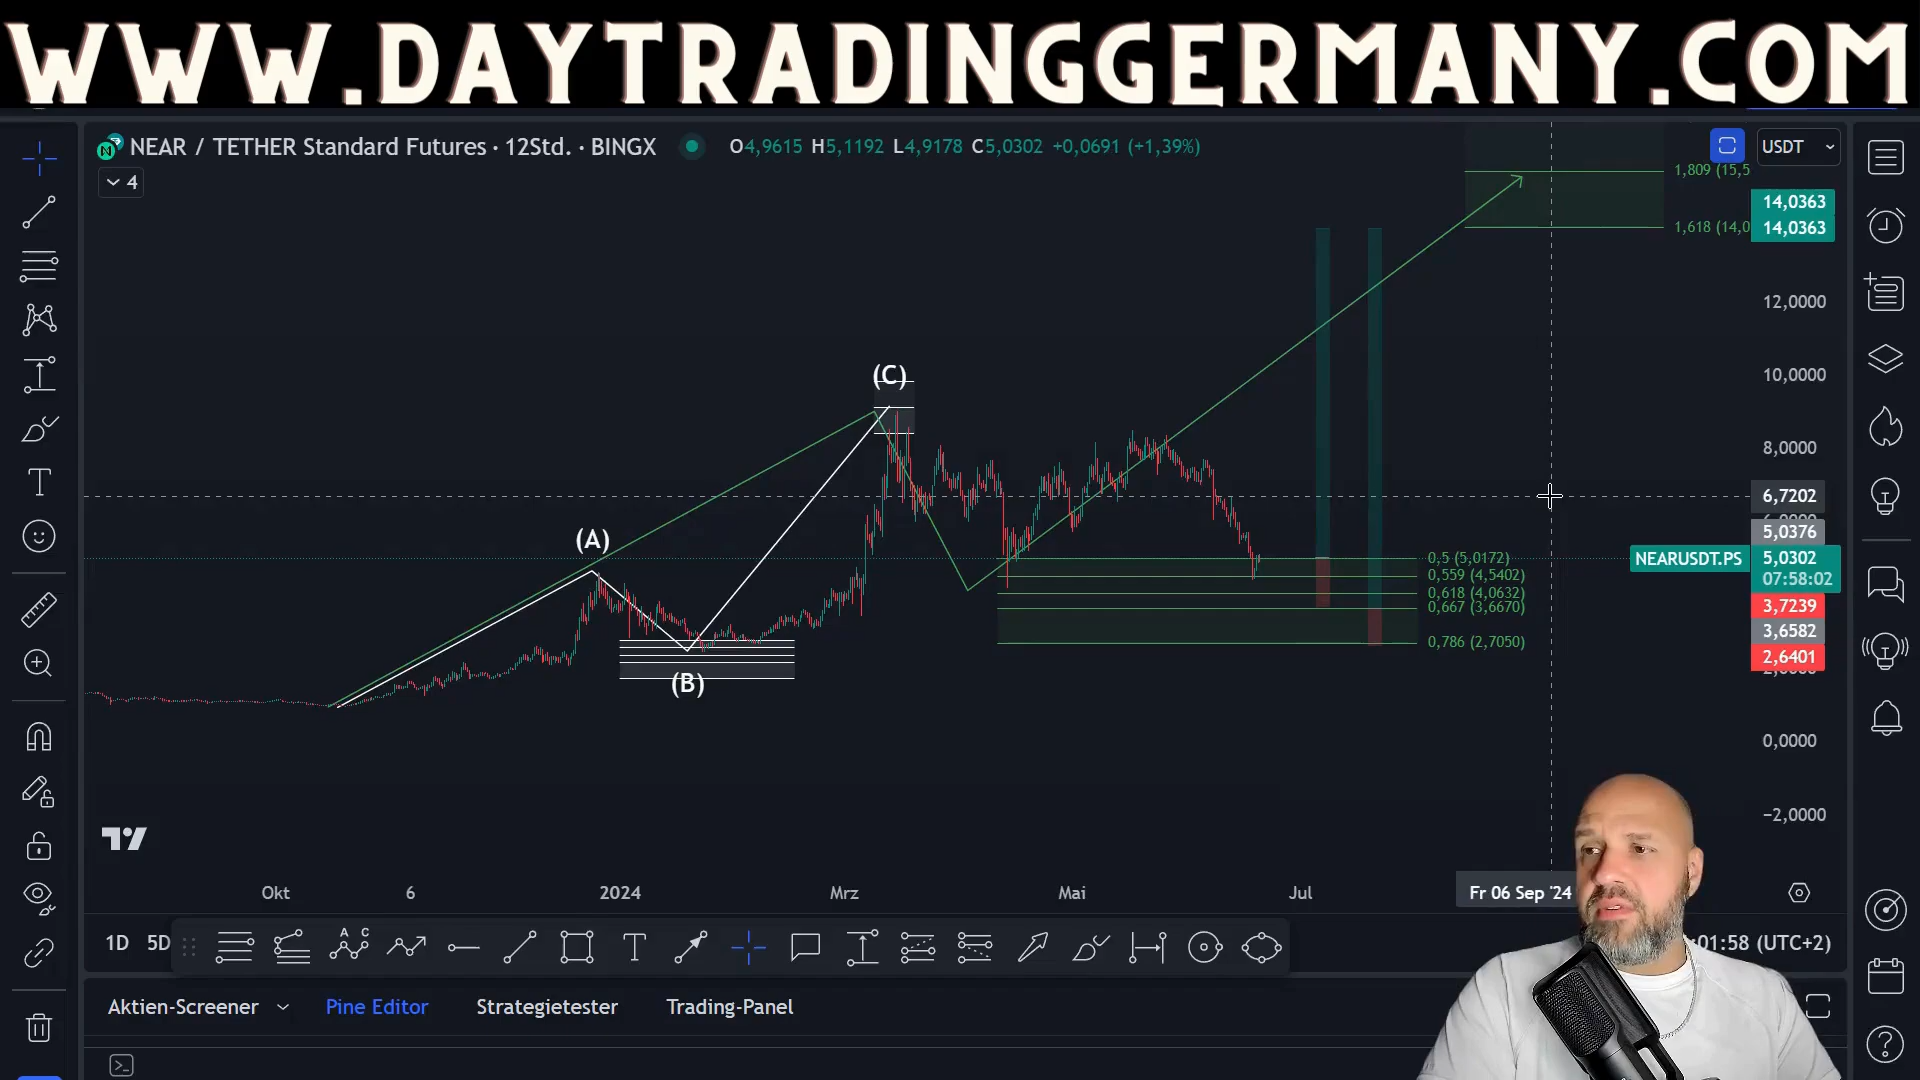 WWW.DAYTRADINGGERMANY.COM
NEAR / TETHER Standard Futures · 12Std. · BINGX O4,9615 H5,1192 L4,9178 C5,0302 +0,0691 (+1,39%) USDT
4
1,809 (15,5
14,0363
1,618 (14,0 14,0363
12,0000
(C) 10,0000
8,0000
6,7202
(A) 5,0376
0,5 (5,0172) NEARUSDT.PS 5,0302
0,559 (4,5402) 07:58:02
0,618 (4,0632)
0,667 (3,6670) 3,7239
3,6582
0,786 (2,7050) 2,6401
(B)
0,0000
−2,0000
Okt 6 2024 Mrz Mai Jul Fr 06 Sep '24
1D 5D A C :01:58 (UTC+2)
Aktien-Screener Pine Editor Strategietester Trading-Panel